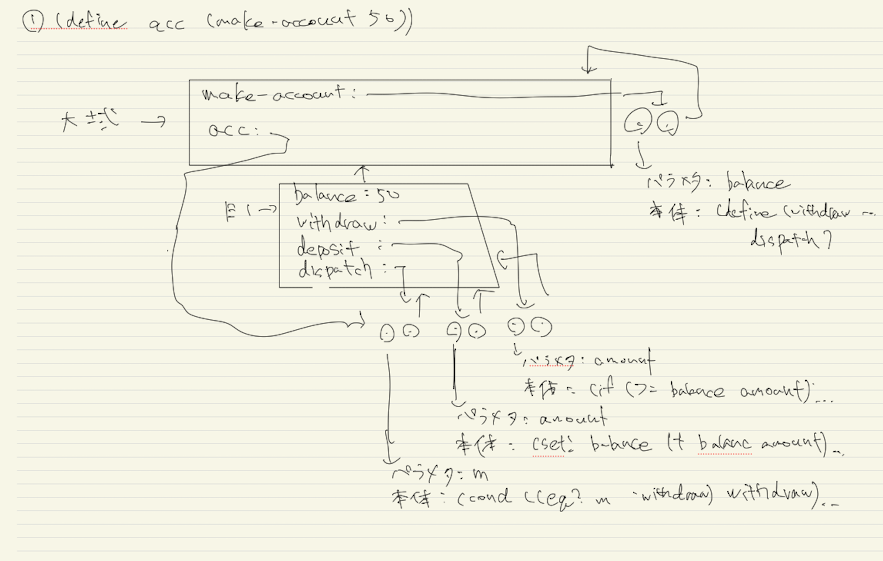 ① (define acc (make-account 50))
make-account:
大域 →
acc:
パラメタ: balance
本体: (define (withdraw ...
dispatch)
E1→
balance: 50
withdraw:
deposit:
dispatch:
パラメタ: amount
本体: (if (>= balance amount)...
パラメタ: amount
本体: (set! balance (+ balanc amount)...
パラメタ: m
本体: (cond ((eq? m 'withdraw) withdraw)...